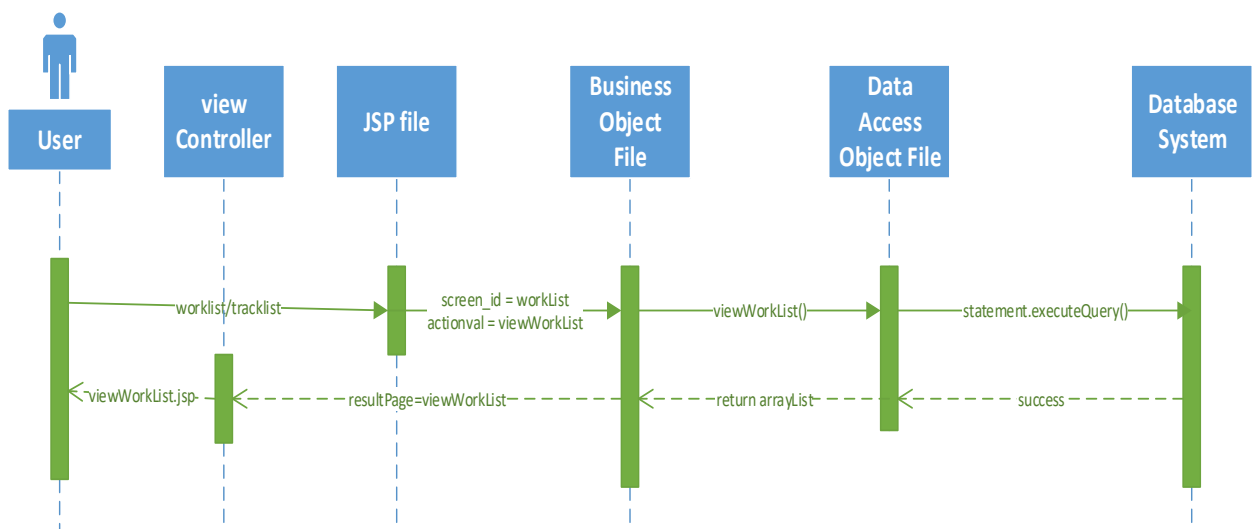 User
view
Controller
JSP file
Business
Object
File
Data
Access
Object File
Database
System
worklist/tracklist
screen_id = workList
actionval = viewWorkList
viewWorkList()
statement.executeQuery()
viewWorkList.jsp
resultPage=viewWorkList
return arrayList
success